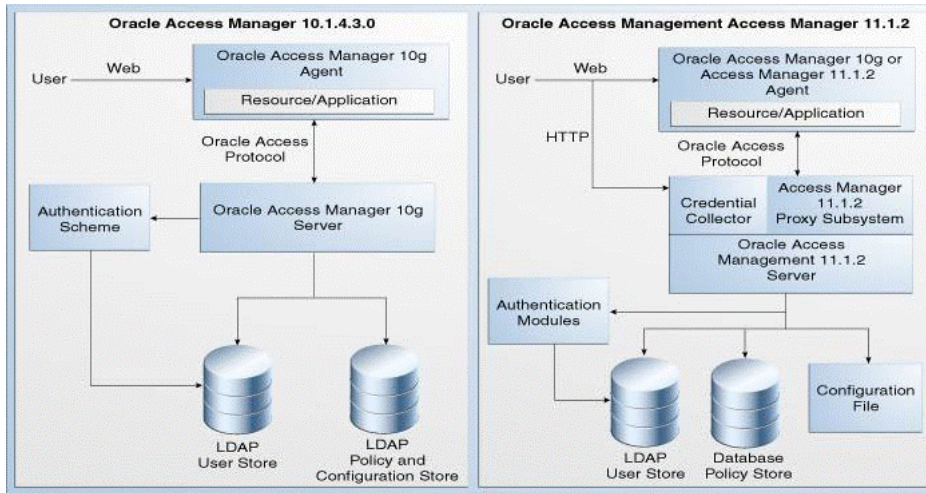 Oracle Access Manager 10.1.4.3.0
User
Web
Oracle Access Manager 10g
Agent
Resource/Application
Oracle Access
Protocol
Authentication
Scheme
Oracle Access Manager 10g
Server
LDAP
User Store
LDAP
Policy and
Configuration Store
Oracle Access Management Access Manager 11.1.2
User
Web
HTTP
Oracle Access Manager 10g or
Access Manager 11.1.2
Agent
Resource/Application
Oracle Access
Protocol
Credential
Collector
Access Manager
11.1.2
Proxy Subsystem
Oracle Access
Management 11.1.2
Server
Authentication
Modules
LDAP
User Store
Database
Policy Store
Configuration
File